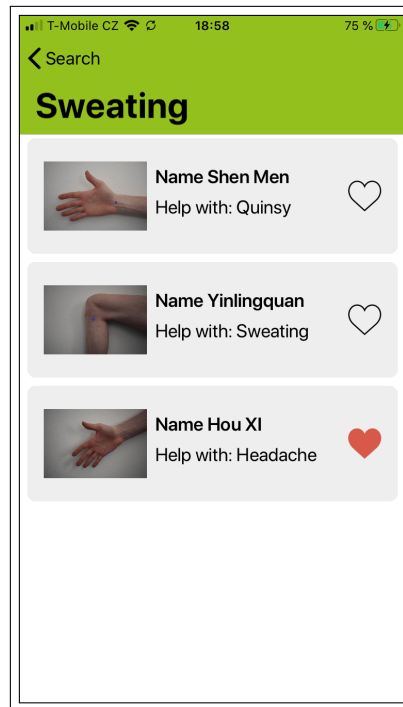 T-Mobile CZ 18:58 75 %
Search
Sweating
Name Shen Men
Help with: Quinsy
Name Yinlingquan
Help with: Sweating
Name Hou XI
Help with: Headache